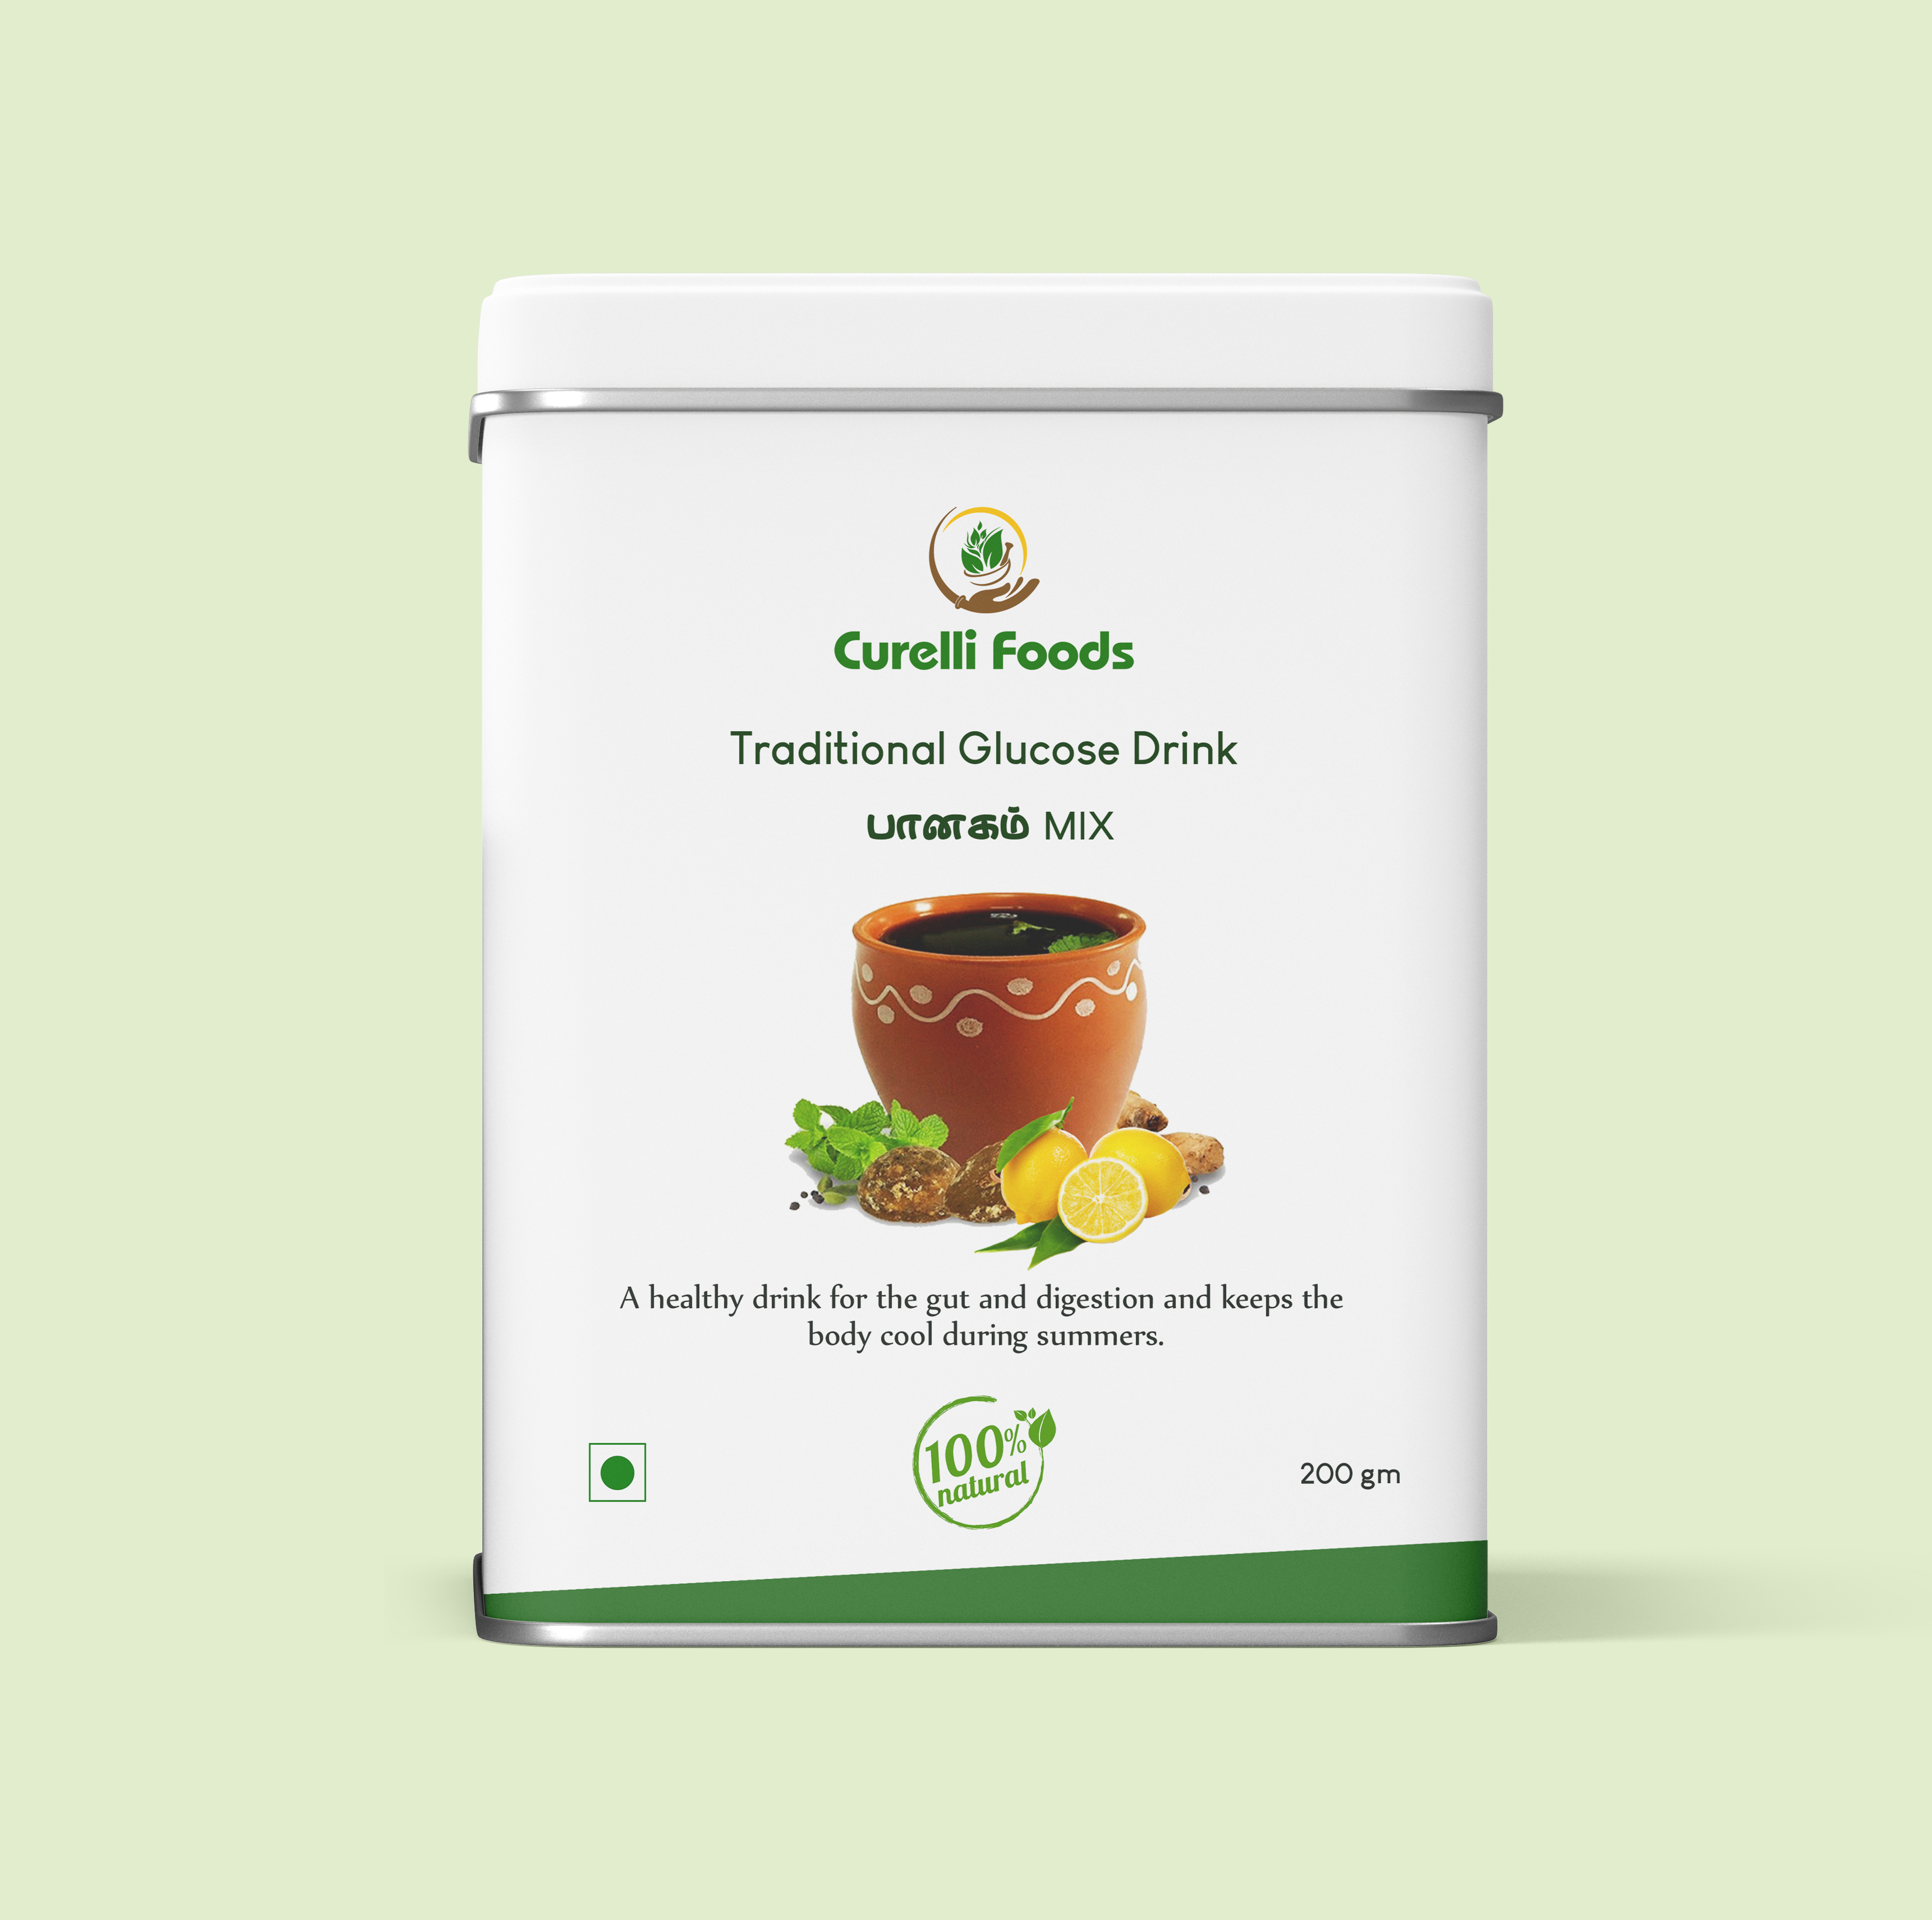 Curelli Foods
Traditional Glucose Drink
பானகம் MIX
A healthy drink for the gut and digestion and keeps the
body cool during summers.
100%
natural
200 gm